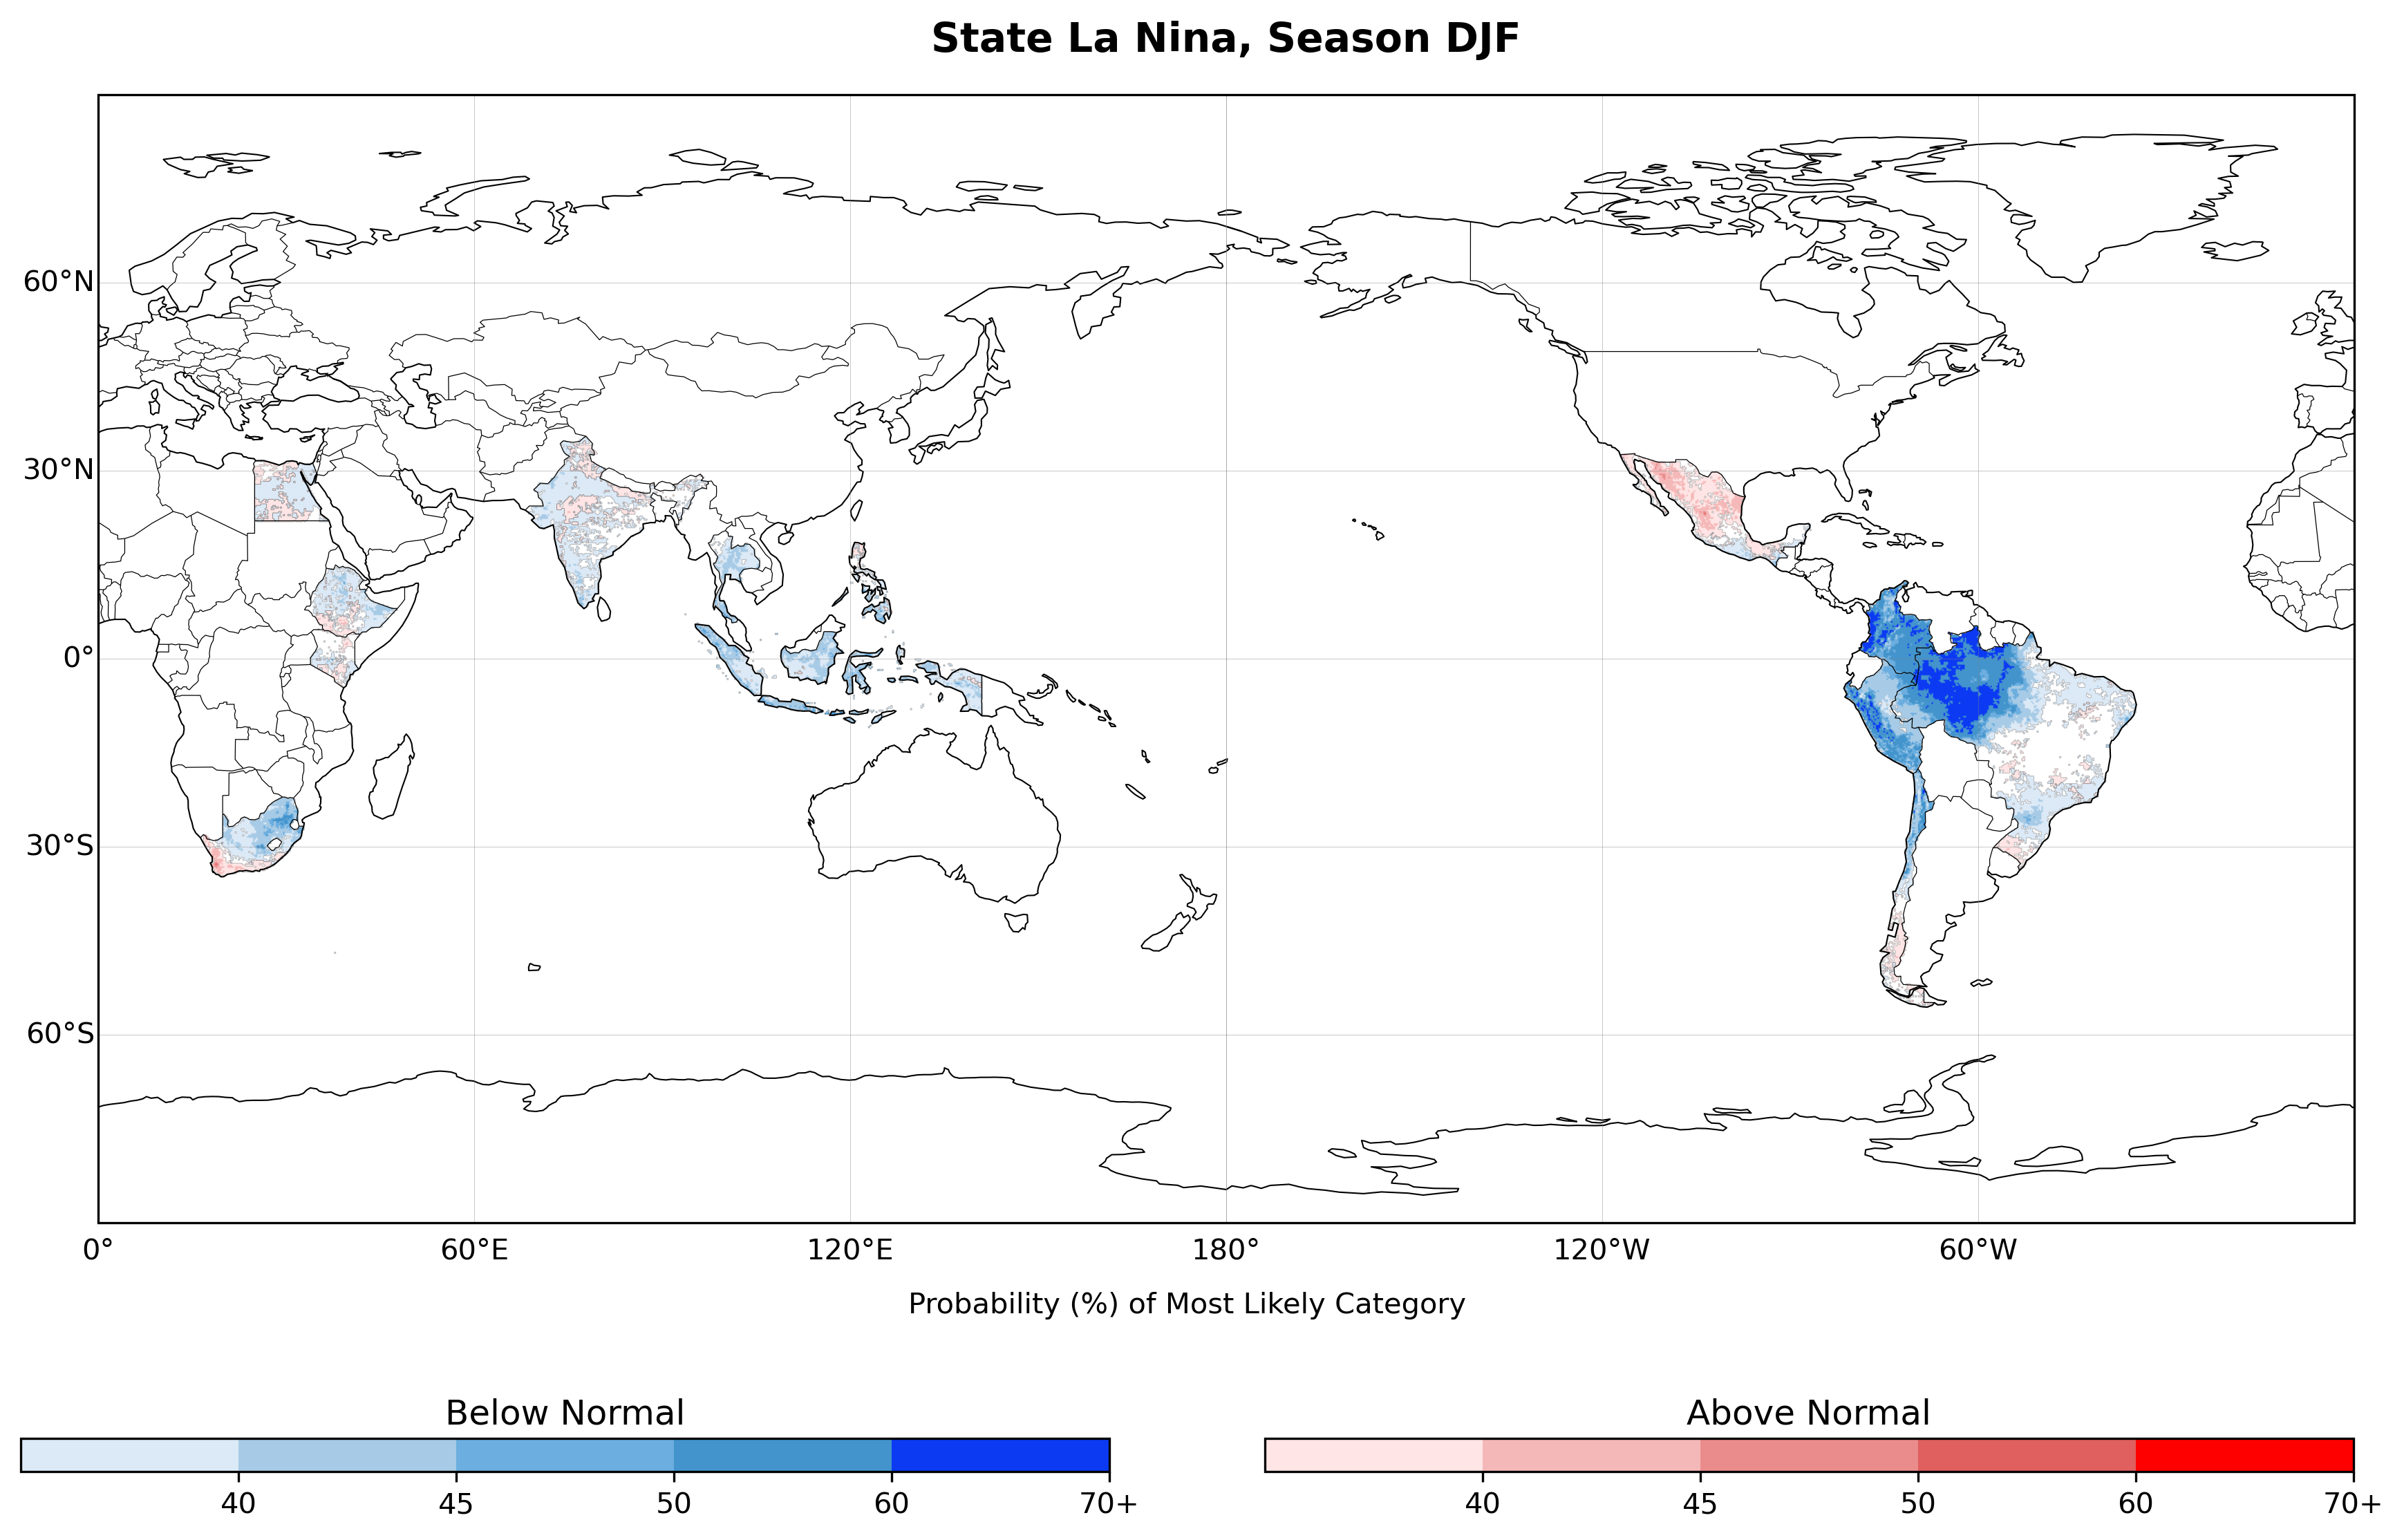 State La Nina, Season DJF
60°N
30°N
0°
30°S
60°S
0° 60°E 120°E 180° 120°W 60°W
Probability (%) of Most Likely Category
Below Normal
40 45 50 60 70+
Above Normal
40 45 50 60 70+